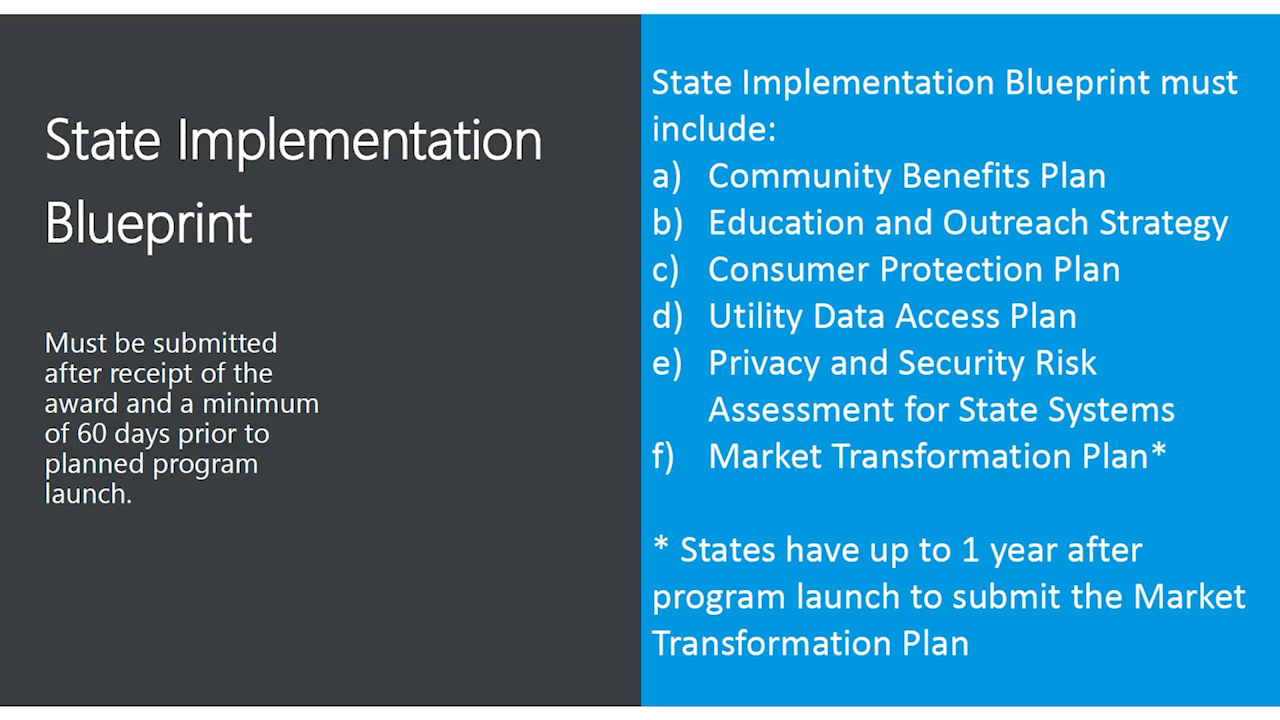 State Implementation
Blueprint
Must be submitted
after receipt of the
award and a minimum
of 60 days prior to
planned program
launch.
State Implementation Blueprint must
include:
a) Community Benefits Plan
b) Education and Outreach Strategy
c) Consumer Protection Plan
d) Utility Data Access Plan
e) Privacy and Security Risk
Assessment for State Systems
f) Market Transformation Plan*
* States have up to 1 year after
program launch to submit the Market
Transformation Plan